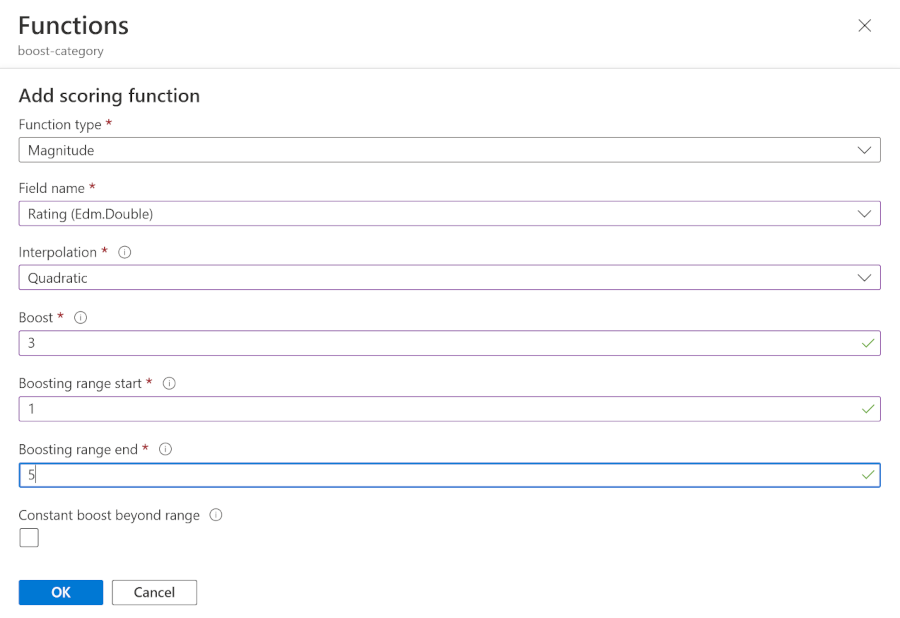 Functions
boost-category
Add scoring function
Function type *
Magnitude
Field name *
Rating (Edm.Double)
Interpolation *
Quadratic
Boost *
3
Boosting range start *
1
Boosting range end *
5
Constant boost beyond range
OK Cancel